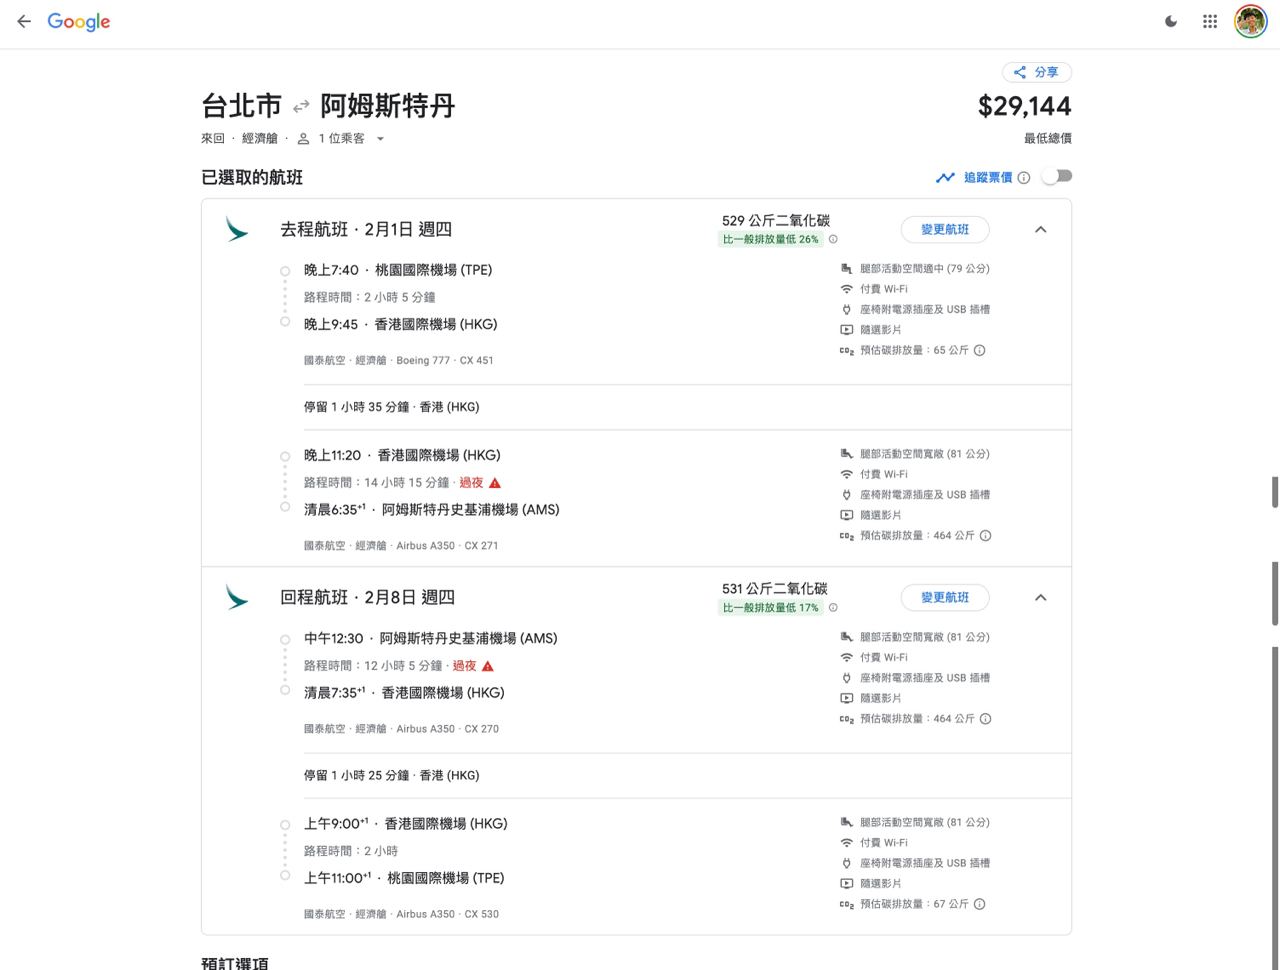 Google
分享
台北市 阿姆斯特丹
$29,144
來回 · 經濟艙 · 1 位乘客
最低總價
已選取的航班
追蹤票價
去程航班 · 2月1日 週四
529 公斤二氧化碳
比一般排放量低 26%
變更航班
晚上7:40 · 桃園國際機場 (TPE)
路程時間：2 小時 5 分鐘
晚上9:45 · 香港國際機場 (HKG)
國泰航空 · 經濟艙 · Boeing 777 · CX 451
腿部活動空間適中 (79 公分)
付費 Wi-Fi
座椅附電源插座及 USB 插槽
隨選影片
CO2 預估碳排放量：65 公斤
停留 1 小時 35 分鐘 · 香港 (HKG)
晚上11:20 · 香港國際機場 (HKG)
路程時間：14 小時 15 分鐘 · 過夜
清晨6:35+1 · 阿姆斯特丹史基浦機場 (AMS)
國泰航空 · 經濟艙 · Airbus A350 · CX 271
腿部活動空間寬敞 (81 公分)
付費 Wi-Fi
座椅附電源插座及 USB 插槽
隨選影片
CO2 預估碳排放量：464 公斤
回程航班 · 2月8日 週四
531 公斤二氧化碳
比一般排放量低 17%
變更航班
中午12:30 · 阿姆斯特丹史基浦機場 (AMS)
路程時間：12 小時 5 分鐘 · 過夜
清晨7:35+1 · 香港國際機場 (HKG)
國泰航空 · 經濟艙 · Airbus A350 · CX 270
腿部活動空間寬敞 (81 公分)
付費 Wi-Fi
座椅附電源插座及 USB 插槽
隨選影片
CO2 預估碳排放量：464 公斤
停留 1 小時 25 分鐘 · 香港 (HKG)
上午9:00+1 · 香港國際機場 (HKG)
路程時間：2 小時
上午11:00+1 · 桃園國際機場 (TPE)
國泰航空 · 經濟艙 · Airbus A350 · CX 530
腿部活動空間寬敞 (81 公分)
付費 Wi-Fi
座椅附電源插座及 USB 插槽
隨選影片
CO2 預估碳排放量：67 公斤
預訂選項